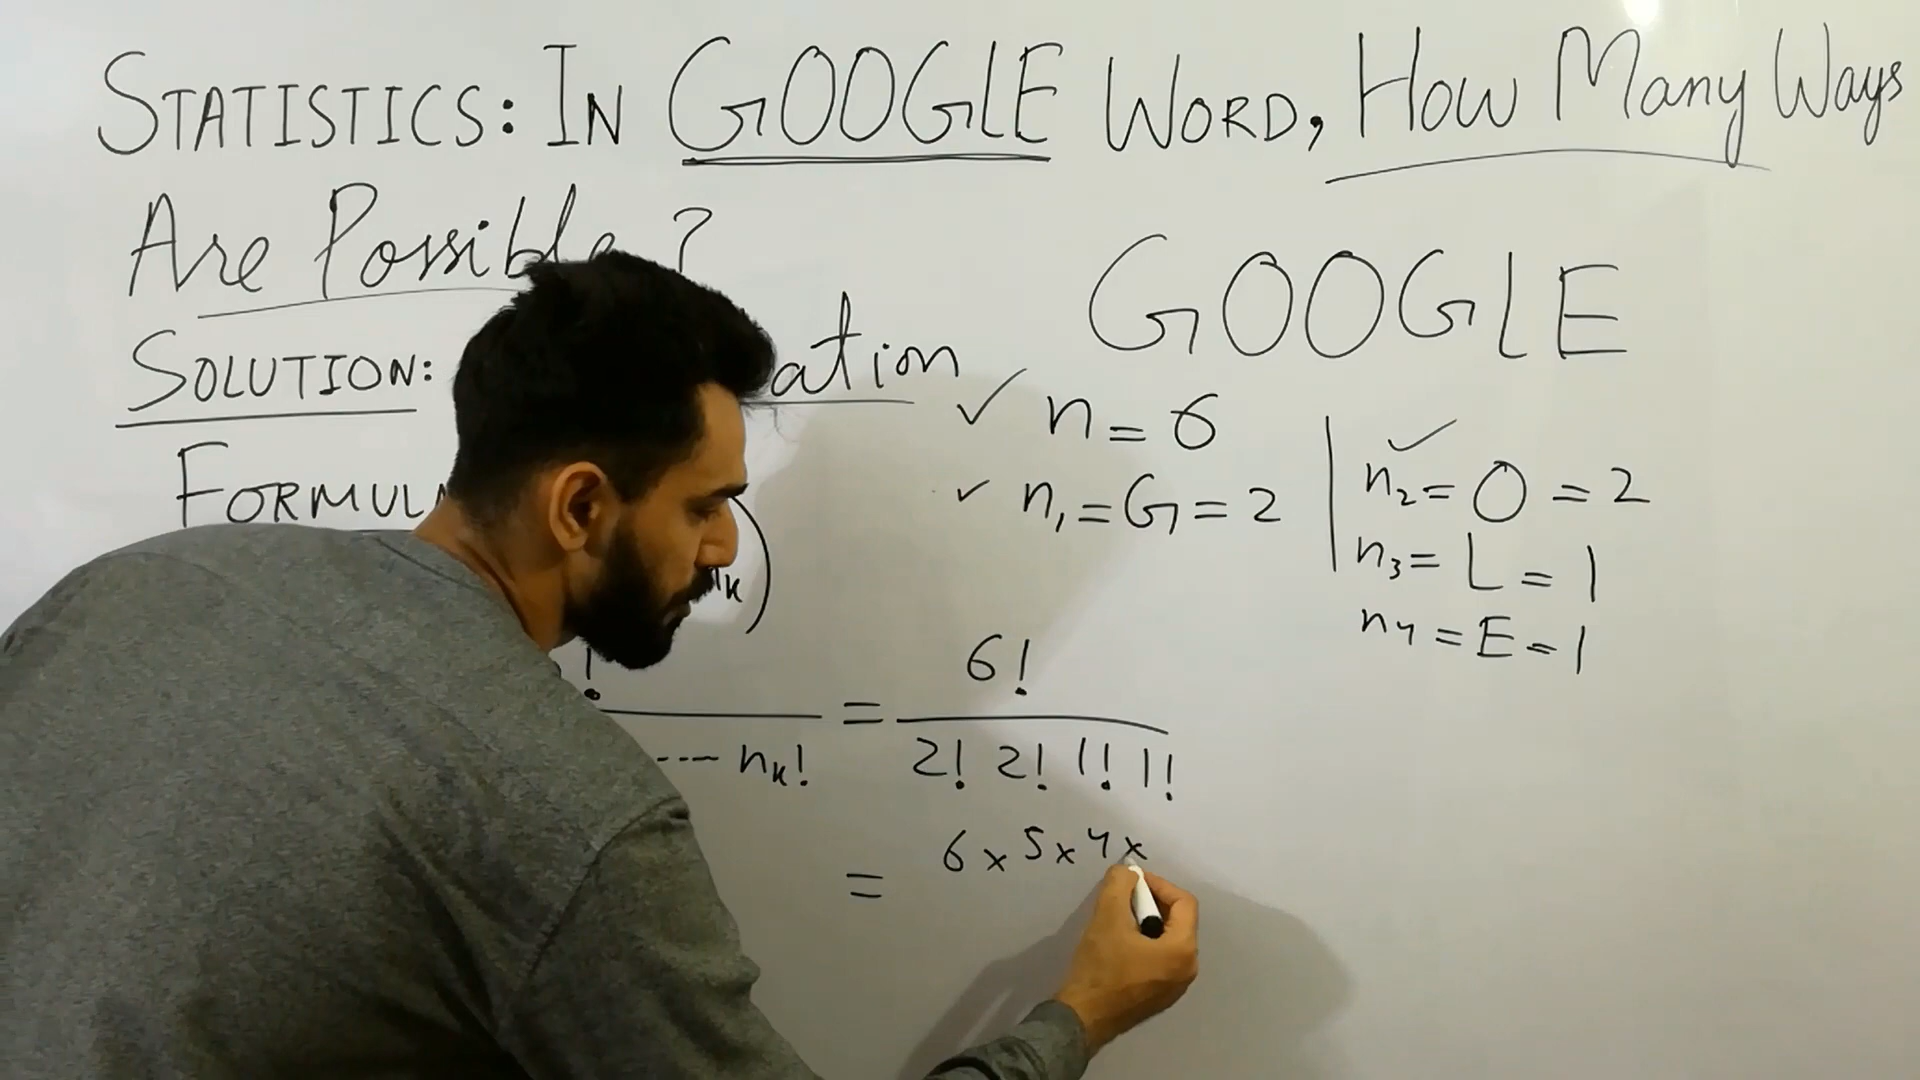 STATISTICS: IN GOOGLE WORD, How Many Ways
Are Possible ?
SOLUTION: ation
FORMUL
GOOGLE
✓ n = 6
✓ n₁ = G = 2
✓
n₂ = O = 2
n₃ = L = 1
n₄ = E = 1
k )
! = 6!
---- nₖ! 2! 2! 1! 1!
= 6 × 5 × 4 ×